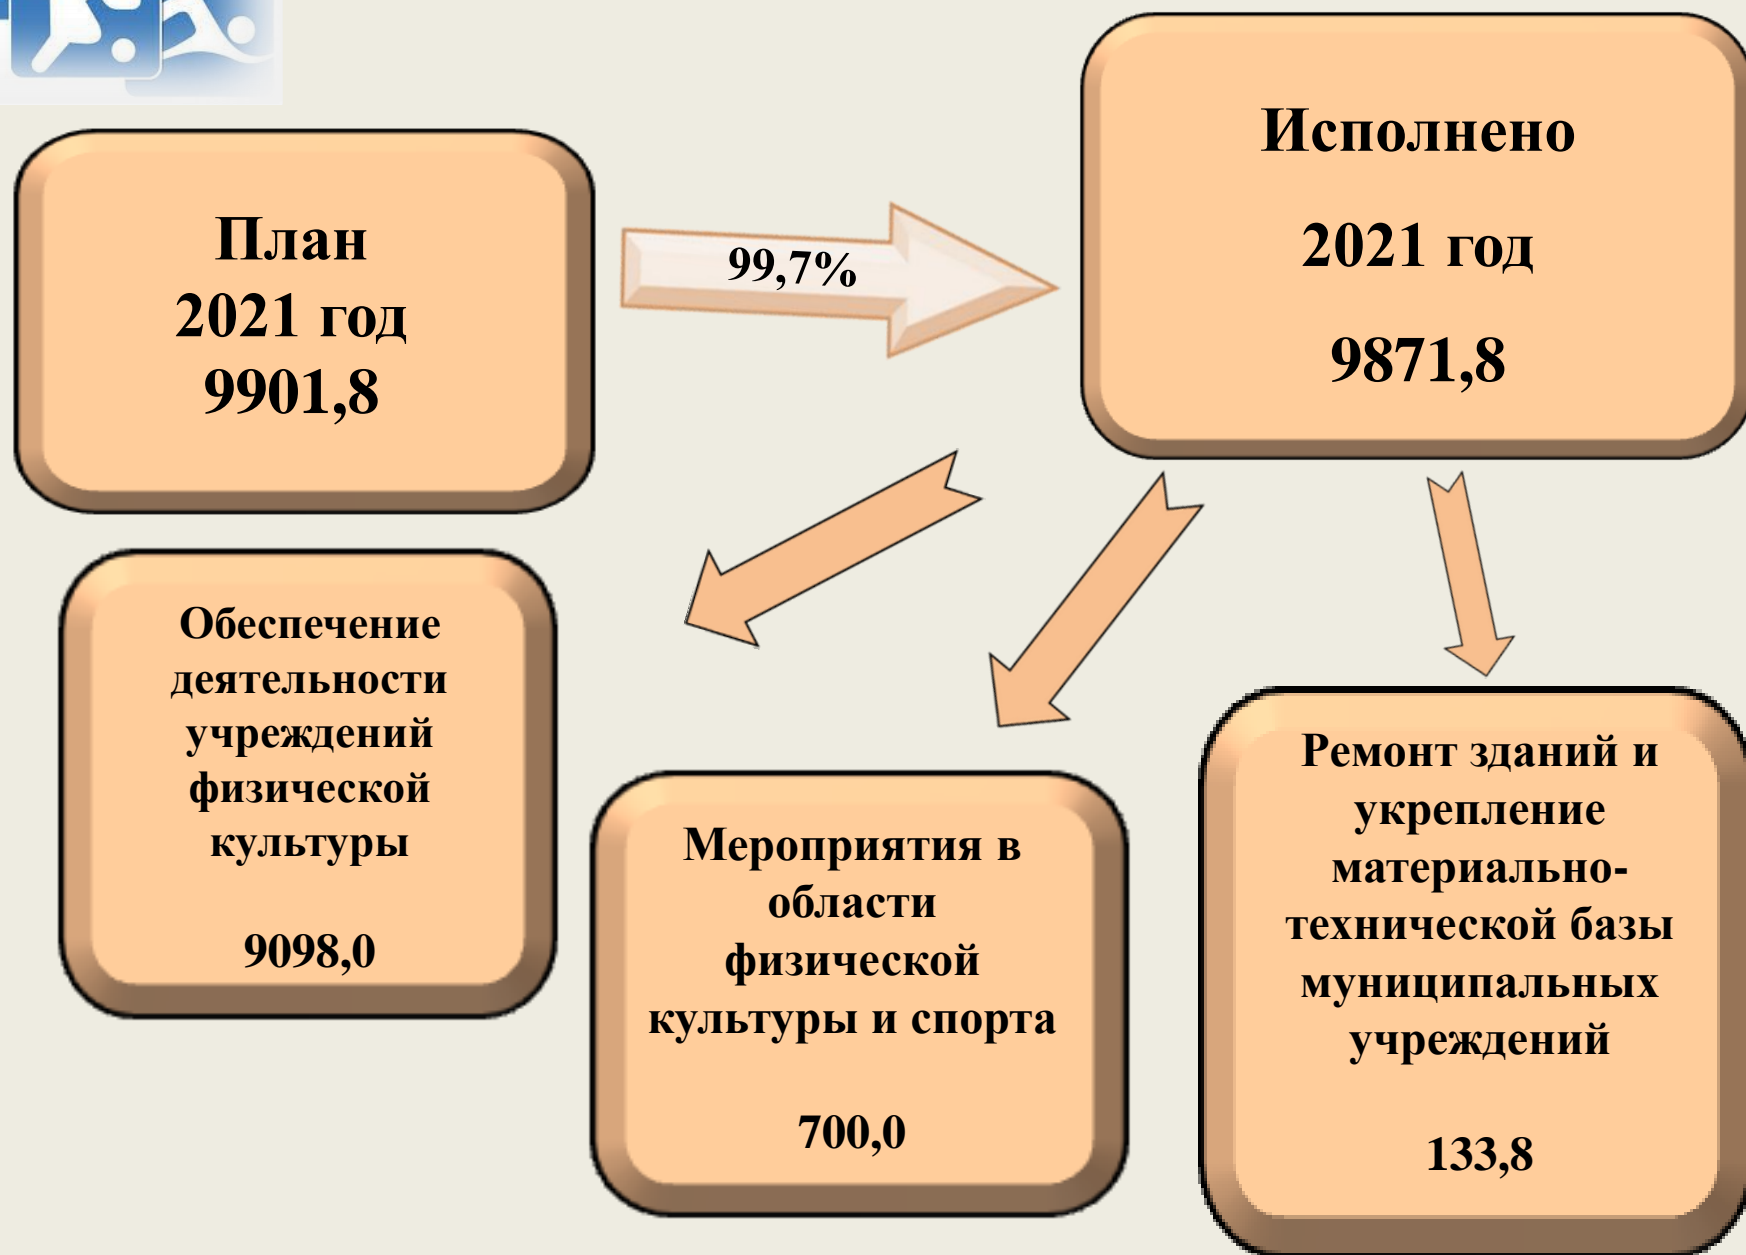 План
2021 год
9901,8
99,7%
Исполнено
2021 год
9871,8
Обеспечение
деятельности
учреждений
физической
культуры
9098,0
Мероприятия в
области
физической
культуры и спорта
700,0
Ремонт зданий и
укрепление
материально-
технической базы
муниципальных
учреждений
133,8